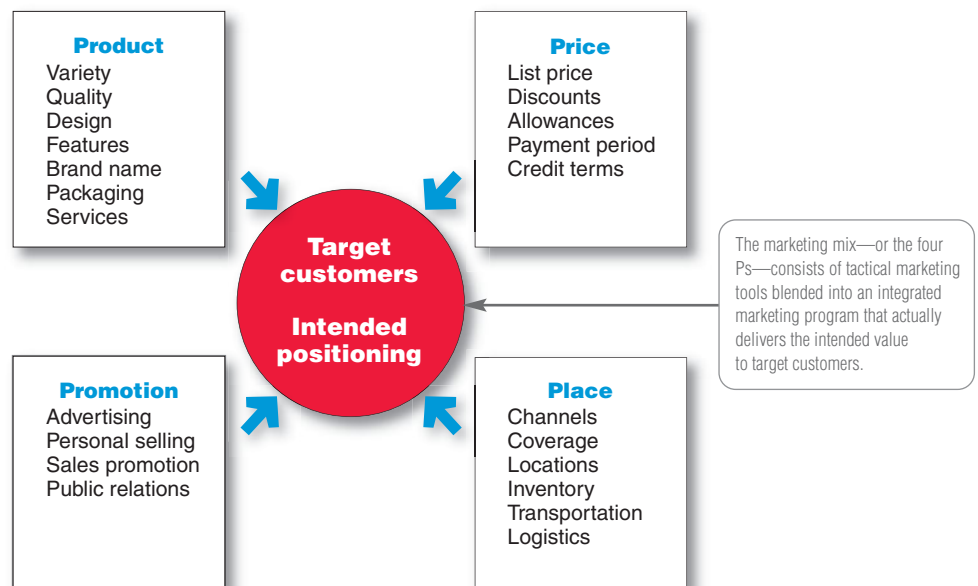 Product
Variety
Quality
Design
Features
Brand name
Packaging
Services
Price
List price
Discounts
Allowances
Payment period
Credit terms
Target
customers
Intended
positioning
The marketing mix—or the four
Ps—consists of tactical marketing
tools blended into an integrated
marketing program that actually
delivers the intended value
to target customers.
Promotion
Advertising
Personal selling
Sales promotion
Public relations
Place
Channels
Coverage
Locations
Inventory
Transportation
Logistics